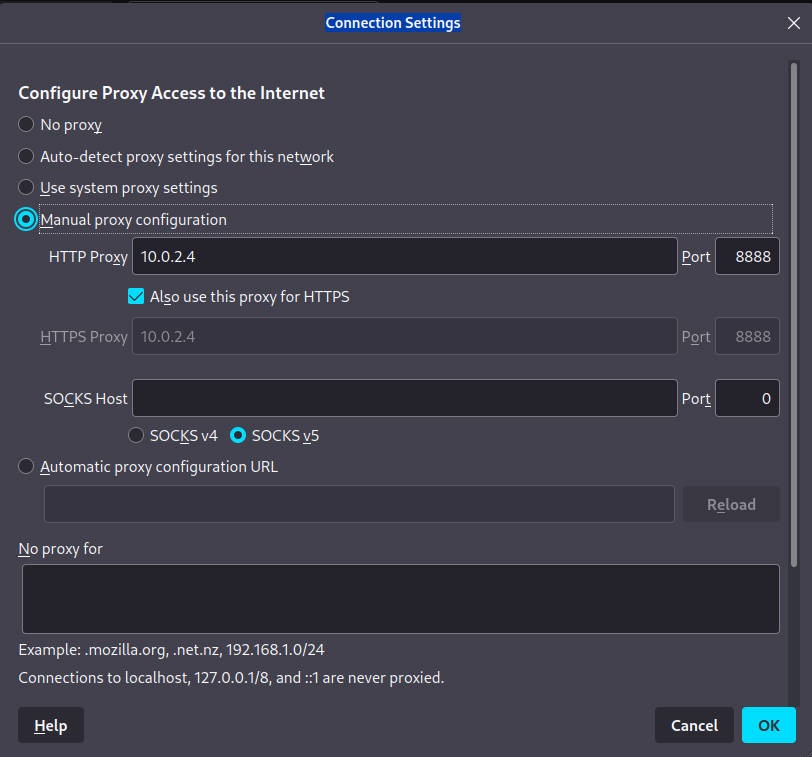 Connection Settings
Configure Proxy Access to the Internet
No proxy
Auto-detect proxy settings for this network
Use system proxy settings
Manual proxy configuration
HTTP Proxy 10.0.2.4 Port 8888
Also use this proxy for HTTPS
HTTPS Proxy 10.0.2.4 Port 8888
SOCKS Host Port 0
SOCKS v4 SOCKS v5
Automatic proxy configuration URL
Reload
No proxy for
Example: .mozilla.org, .net.nz, 192.168.1.0/24
Connections to localhost, 127.0.0.1/8, and ::1 are never proxied.
Help Cancel OK